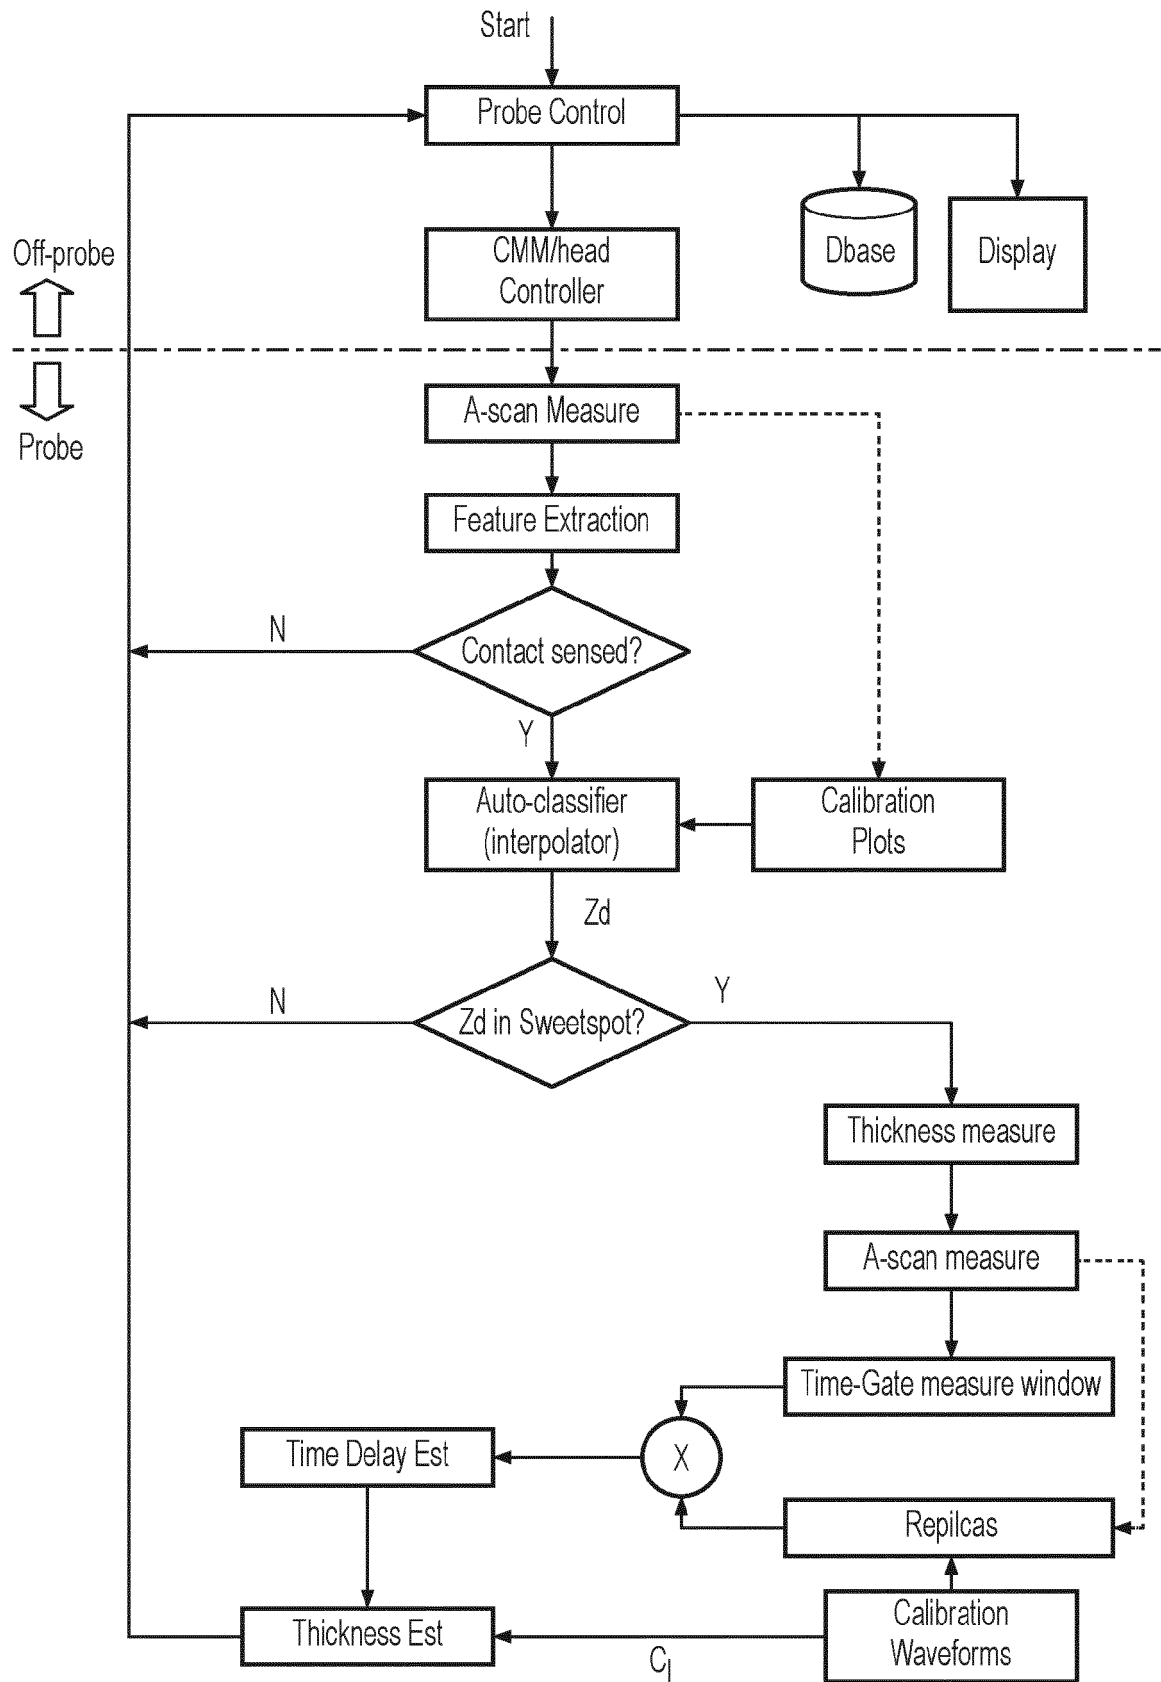 Start
Probe Control
Off-probe
CMM/head
Controller
Dbase
Display
Probe
A-scan Measure
Feature Extraction
N
Contact sensed?
Y
Auto-classifier
(interpolator)
Calibration
Plots
Zd
N
Zd in Sweetspot?
Y
Thickness measure
A-scan measure
Time-Gate measure window
Time Delay Est
X
Repilcas
Thickness Est
Calibration
Waveforms
Cl